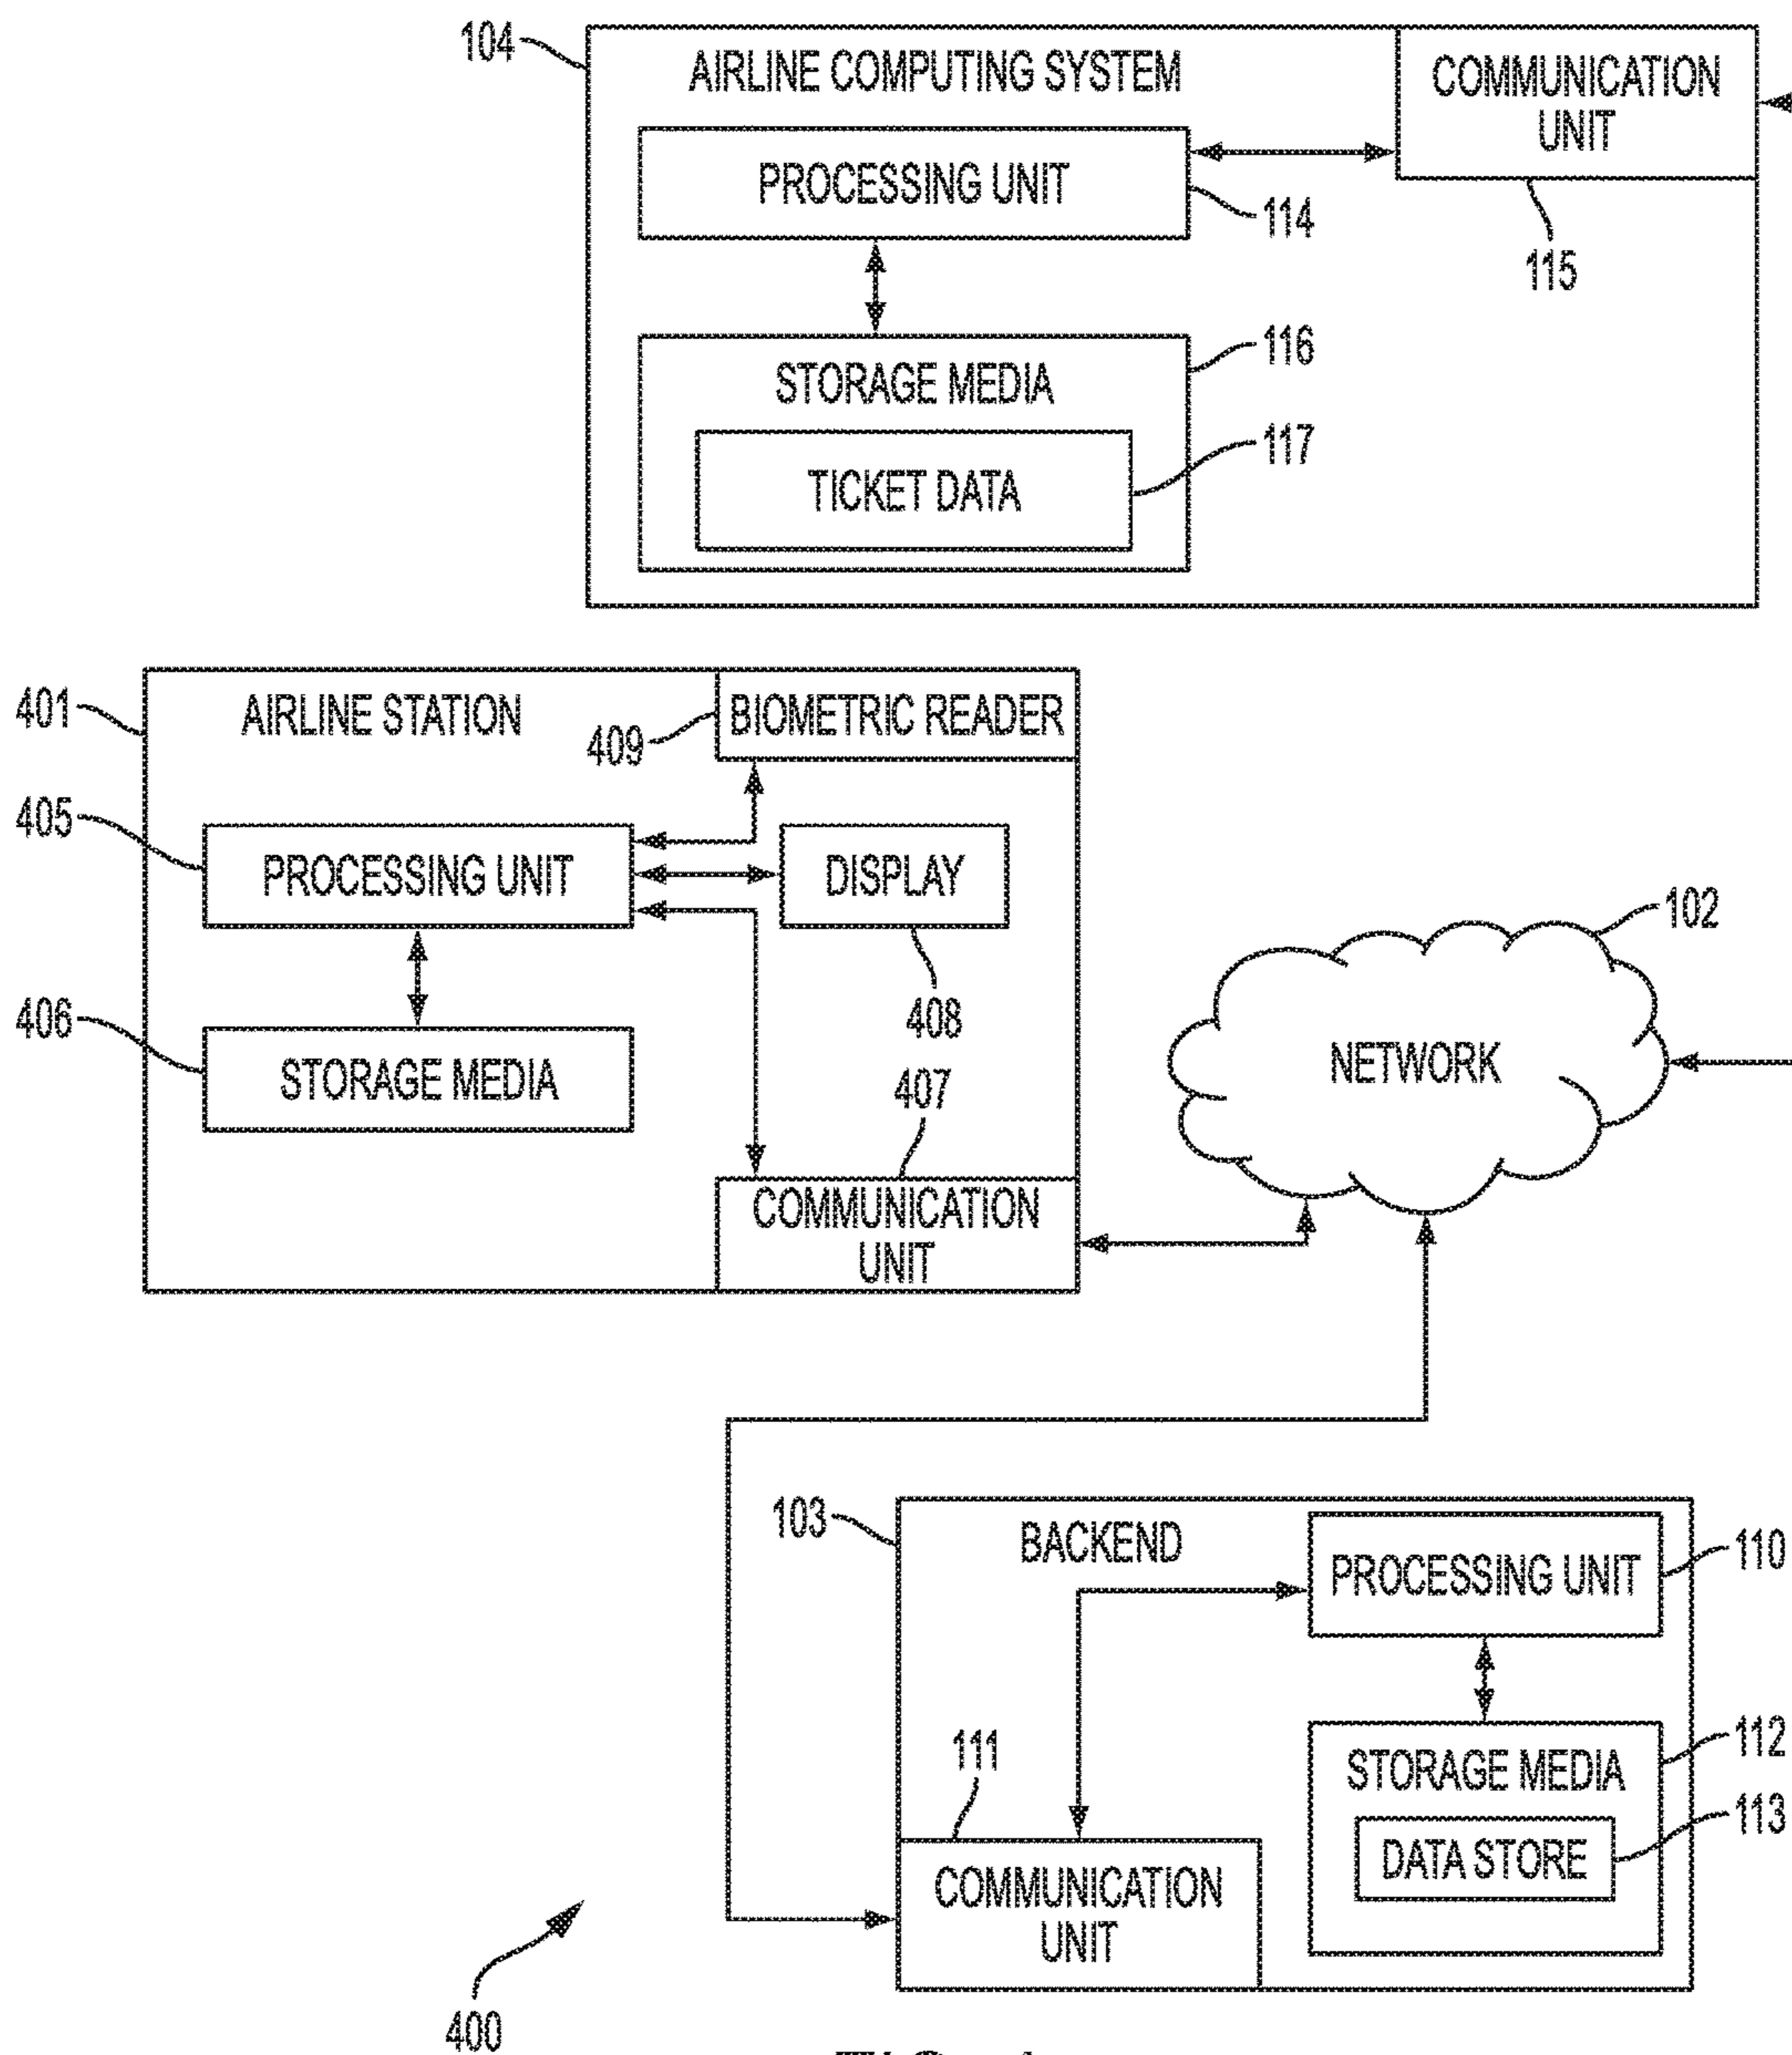 104
AIRLINE COMPUTING SYSTEM
COMMUNICATION
UNIT
PROCESSING UNIT
114
115
116
STORAGE MEDIA
117
TICKET DATA
401
AIRLINE STATION
409
BIOMETRIC READER
405
PROCESSING UNIT
DISPLAY
102
406
408
STORAGE MEDIA
407
NETWORK
COMMUNICATION
UNIT
103
BACKEND
PROCESSING UNIT
110
111
112
STORAGE MEDIA
113
DATA STORE
COMMUNICATION
UNIT
400